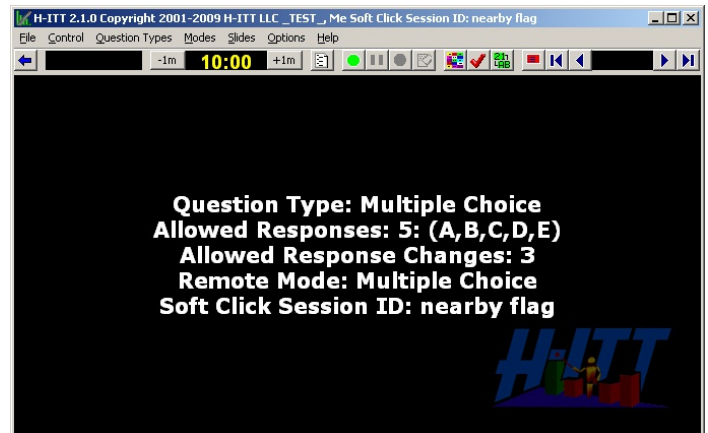 H-ITT 2.1.0 Copyright 2001-2009 H-ITT LLC _TEST_, Me Soft Click Session ID: nearby flag
File Control Question Types Modes Slides Options Help
-1m 10:00 +1m
Question Type: Multiple Choice
Allowed Responses: 5: (A,B,C,D,E)
Allowed Response Changes: 3
Remote Mode: Multiple Choice
Soft Click Session ID: nearby flag
H-ITT